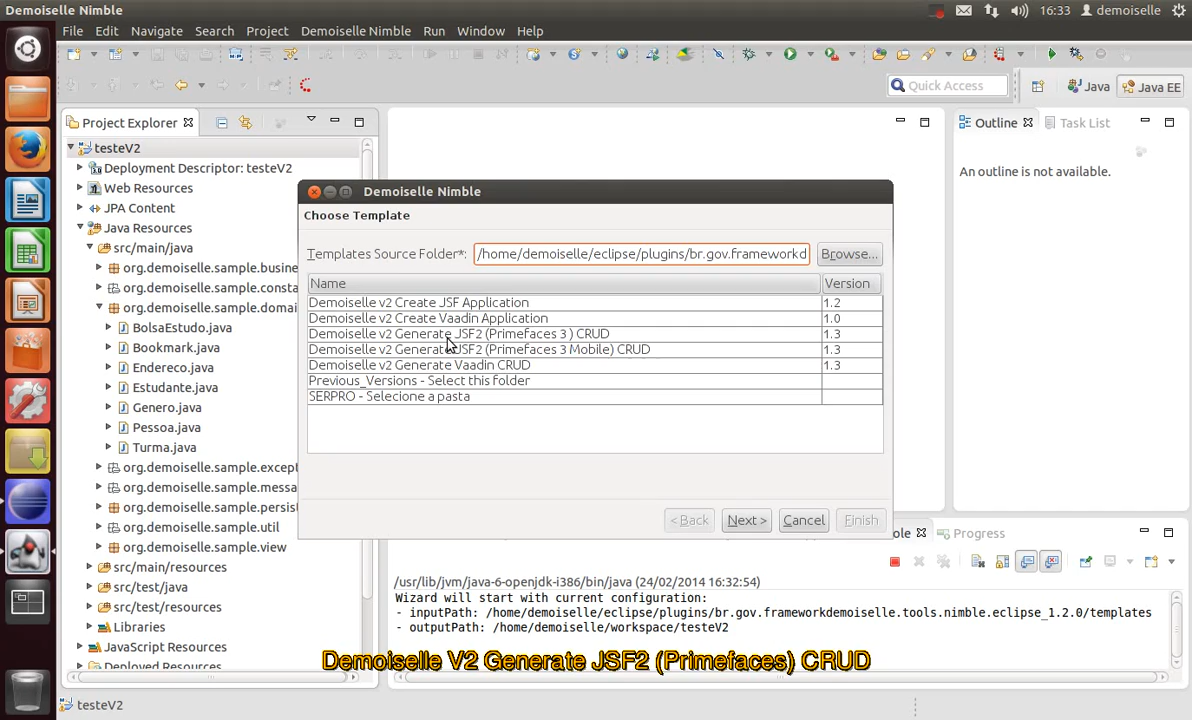 Demoiselle Nimble
16:33 demoiselle
File Edit Navigate Search Project Demoiselle Nimble Run Window Help
Quick Access
Java
Java EE
Project Explorer
testeV2
Deployment Descriptor: testeV2
Web Resources
JPA Content
Java Resources
src/main/java
org.demoiselle.sample.busine
org.demoiselle.sample.consta
org.demoiselle.sample.domai
BolsaEstudo.java
Bookmark.java
Endereco.java
Estudante.java
Genero.java
Pessoa.java
Turma.java
org.demoiselle.sample.except
org.demoiselle.sample.messa
org.demoiselle.sample.persist
org.demoiselle.sample.util
org.demoiselle.sample.view
src/main/resources
src/test/java
src/test/resources
Libraries
JavaScript Resources
Deployed Resources
testeV2
Outline
Task List
An outline is not available.
Demoiselle Nimble
Choose Template
Templates Source Folder*: /home/demoiselle/eclipse/plugins/br.gov.frameworkd Browse...
Name Version
Demoiselle v2 Create JSF Application 1.2
Demoiselle v2 Create Vaadin Application 1.0
Demoiselle v2 Generate JSF2 (Primefaces 3 ) CRUD 1.3
Demoiselle v2 Generate JSF2 (Primefaces 3 Mobile) CRUD 1.3
Demoiselle v2 Generate Vaadin CRUD 1.3
Previous_Versions - Select this folder
SERPRO - Selecione a pasta
< Back Next > Cancel Finish
ole Progress
/usr/lib/jvm/java-6-openjdk-i386/bin/java (24/02/2014 16:32:54)
Wizard will start with current configuration:
- inputPath: /home/demoiselle/eclipse/plugins/br.gov.frameworkdemoiselle.tools.nimble.eclipse_1.2.0/templates
- outputPath: /home/demoiselle/workspace/testeV2
Demoiselle V2 Generate JSF2 (Primefaces) CRUD